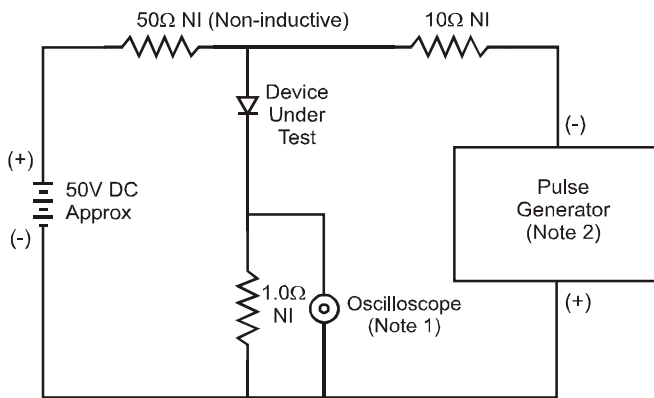 50Ω NI (Non-inductive)
10Ω NI
Device
Under
Test
(-)
(+)
50V DC
Approx
(-)
Pulse
Generator
(Note 2)
1.0Ω
NI
Oscilloscope
(Note 1)
(+)